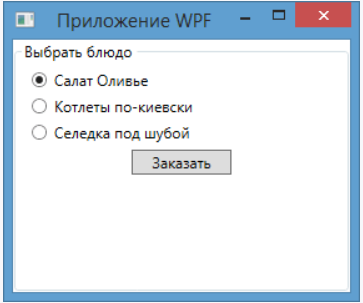 Приложение WPF
Выбрать блюдо
Салат Оливье
Котлеты по-киевски
Селедка под шубой
Заказать